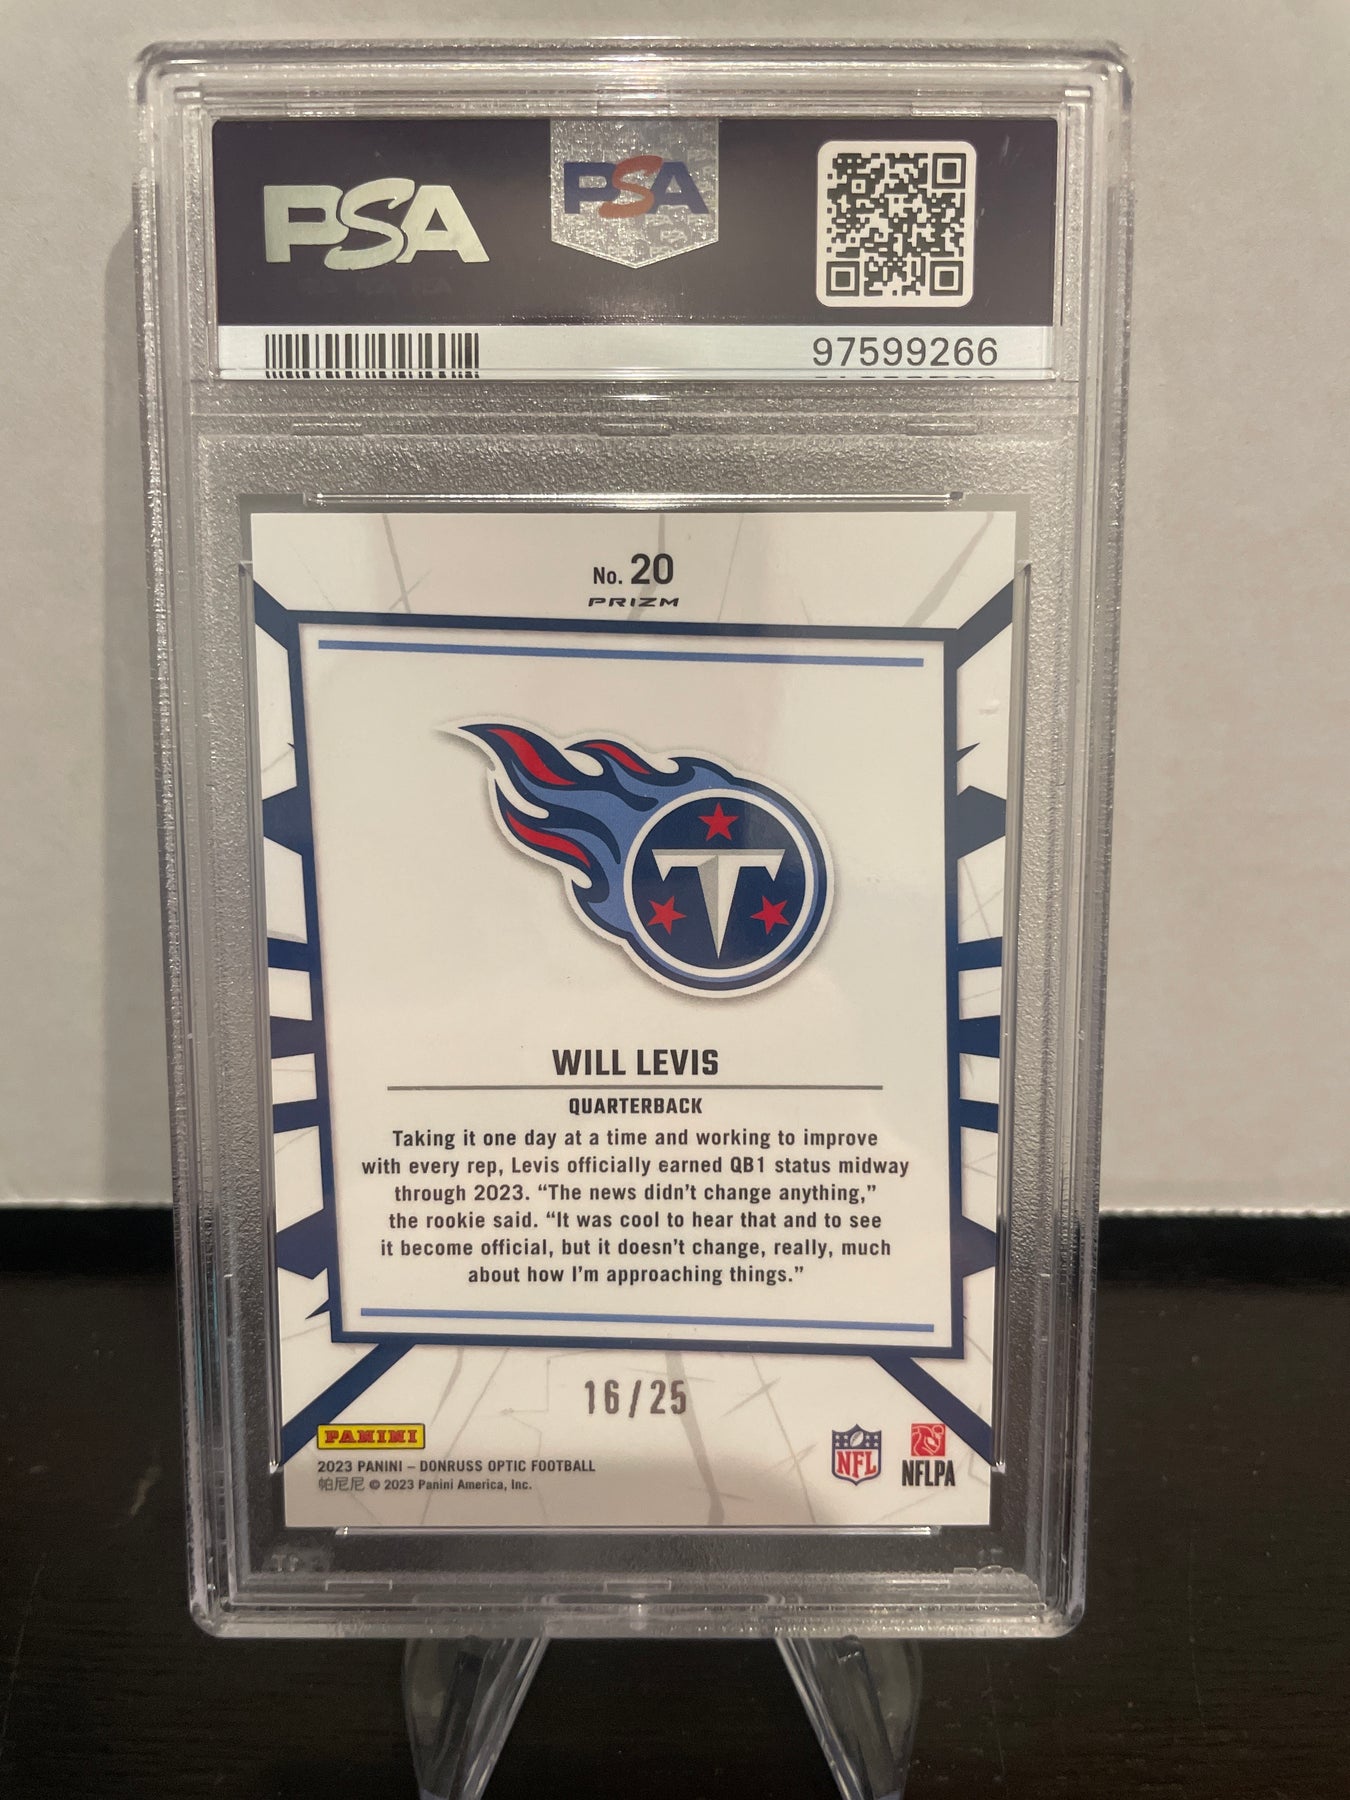 PSA
PSA
97599266
No. 20
PRIZM
T
WILL LEVIS
QUARTERBACK
Taking it one day at a time and working to improve
with every rep, Levis officially earned QB1 status midway
through 2023. “The news didn’t change anything,”
the rookie said. “It was cool to hear that and to see
it become official, but it doesn’t change, really, much
about how I’m approaching things.”
16/25
PANINI
2023 PANINI – DONRUSS OPTIC FOOTBALL
帕尼尼 © 2023 Panini America, Inc.
NFL
NFLPA